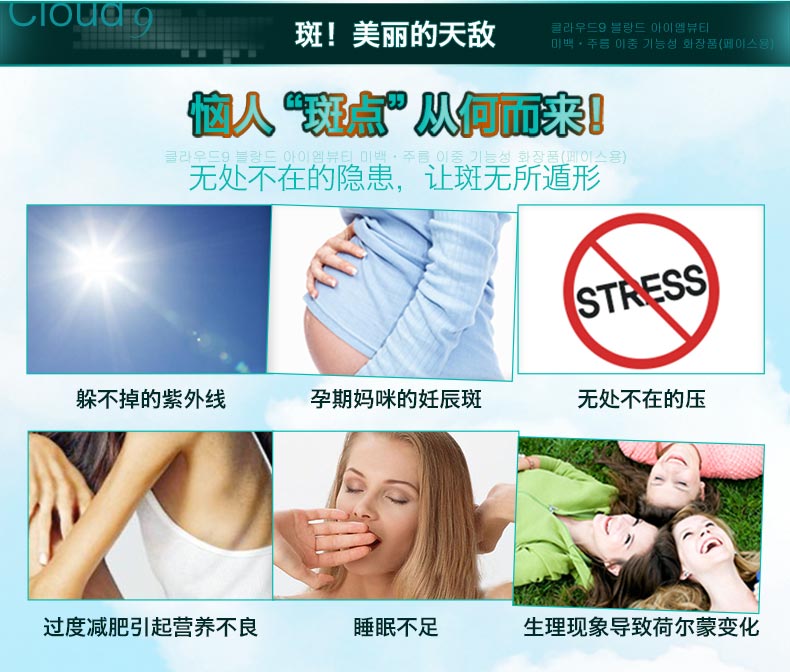 Cloud 9
斑！美丽的天敌
클라우드9 블랑드 아이엠뷰티
미백·주름 이중 기능성 화장품(페이스용)
恼人“斑点”从何而来！
클라우드9 블랑드 아이엠뷰티 미백·주름 이중 기능성 화장품(페이스용)
无处不在的隐患，让斑无所遁形
STRESS
躲不掉的紫外线
孕期妈咪的妊辰斑
无处不在的压
过度减肥引起营养不良
睡眠不足
生理现象导致荷尔蒙变化